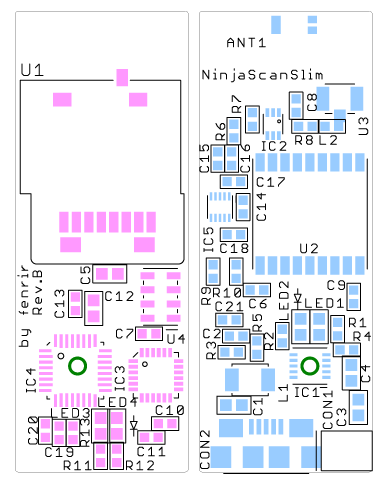 U1
C5
C13
C12
C7
U4
by fenrir
Rev.B
IC4
IC3
LED4
LED3
C10
C20
C19
R13
C11
R11
R12
ANT1
NinjaScanSlim
R7
C8
R6
U3
IC2
R8
L2
C15
C16
C17
C14
IC5
C18
U2
R9
R10
C6
LED2
C9
LED1
C21
C2
R5
R2
R1
R4
R3
L1
IC1
C4
C1
CON1
C3
CON2